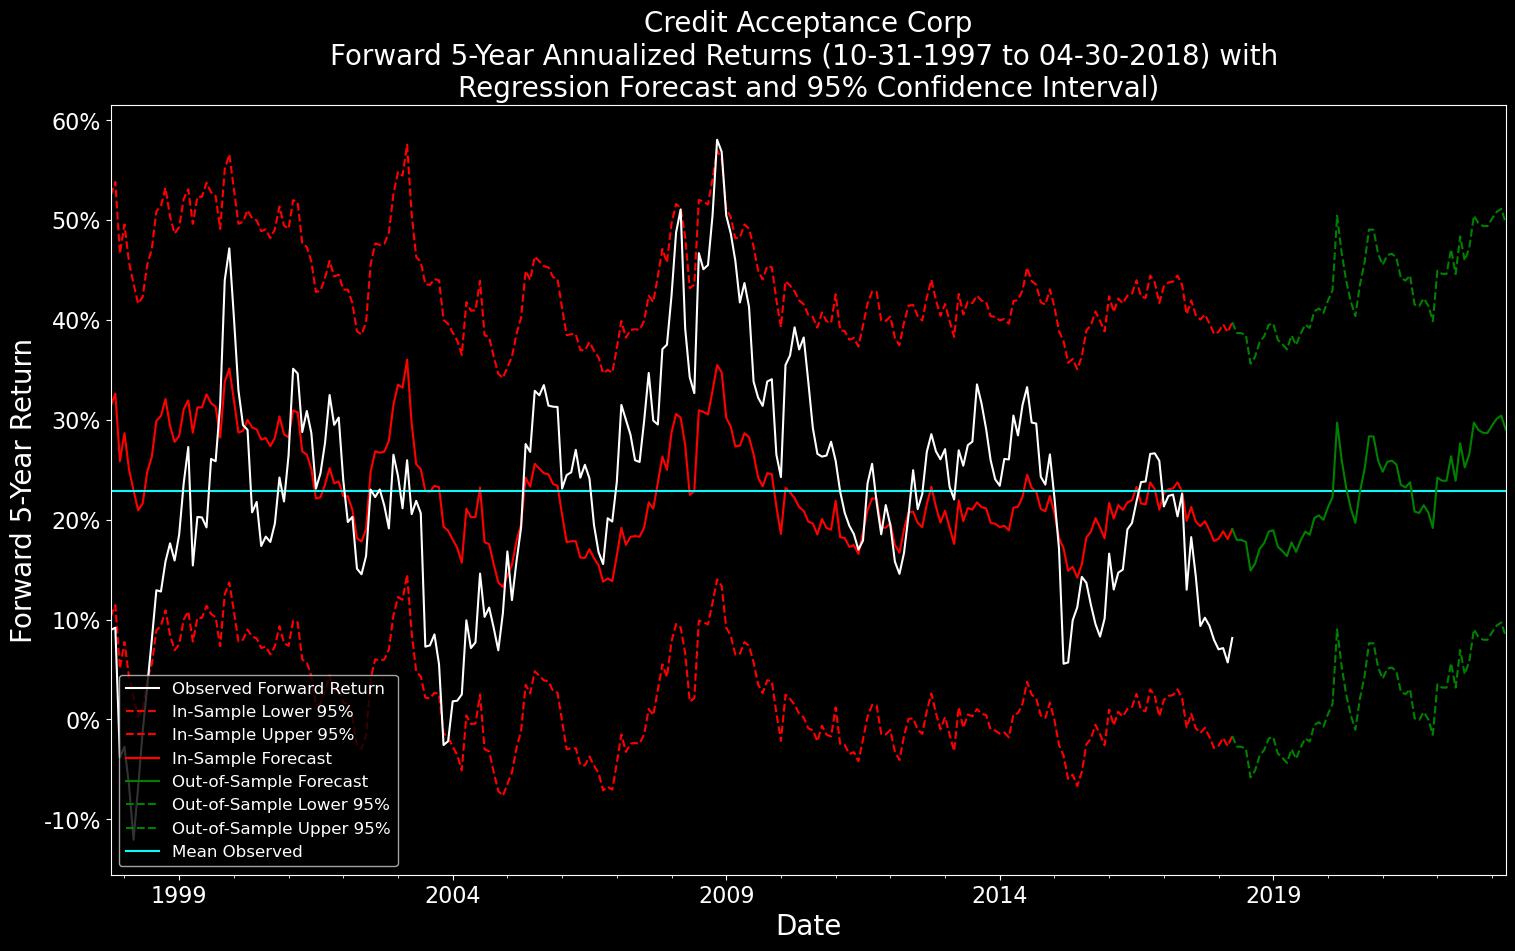 Credit Acceptance Corp
Forward 5-Year Annualized Returns (10-31-1997 to 04-30-2018) with
Regression Forecast and 95% Confidence Interval)
Forward 5-Year Return
60%
50%
40%
30%
20%
10%
0%
-10%
Observed Forward Return
In-Sample Lower 95%
In-Sample Upper 95%
In-Sample Forecast
Out-of-Sample Forecast
Out-of-Sample Lower 95%
Out-of-Sample Upper 95%
Mean Observed
1999 2004 2009 2014 2019
Date